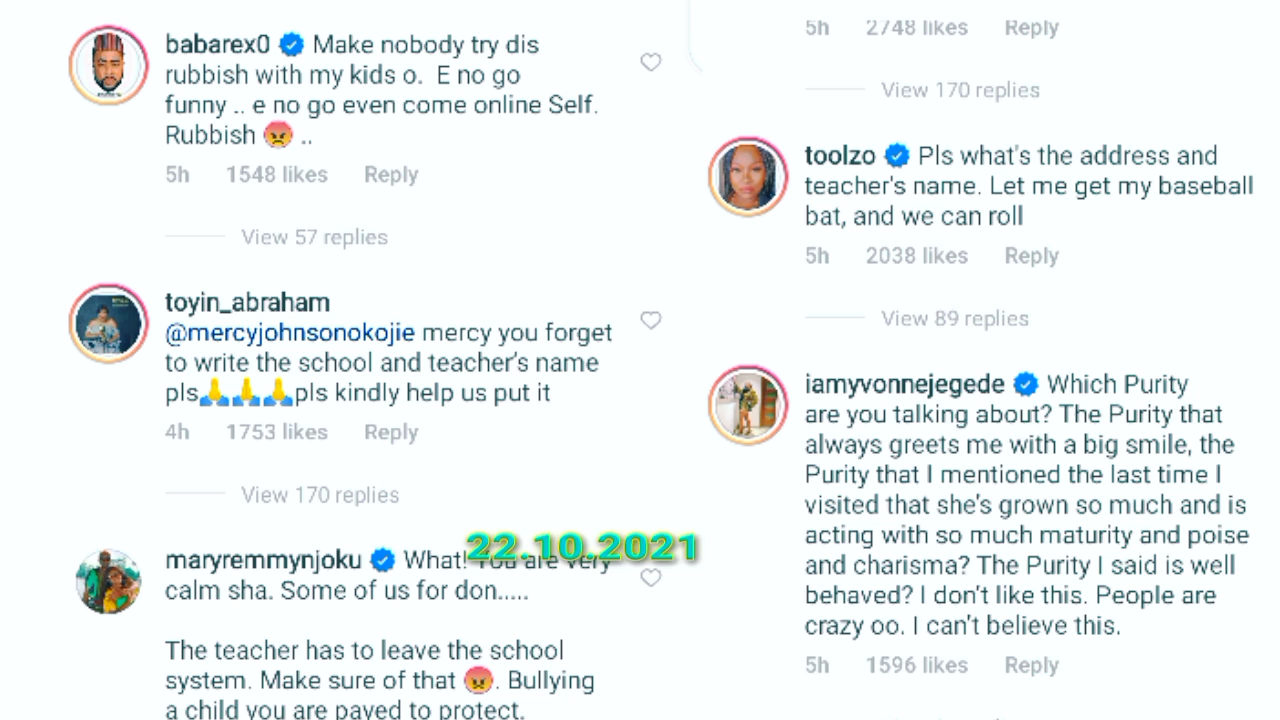 babarex0 Make nobody try dis
rubbish with my kids o. E no go
funny .. e no go even come online Self.
Rubbish 😡 ..
5h 1548 likes Reply
View 57 replies
toyin_abraham
@mercyjohnsonokojie mercy you forget
to write the school and teacher's name
pls🙏🙏🙏pls kindly help us put it
4h 1753 likes Reply
View 170 replies
maryremmynjoku What! You are very
calm sha. Some of us for don.....
The teacher has to leave the school
system. Make sure of that 😡. Bullying
a child you are payed to protect.
22.10.2021
5h 2748 likes Reply
View 170 replies
toolzo Pls what's the address and
teacher's name. Let me get my baseball
bat, and we can roll
5h 2038 likes Reply
View 89 replies
iamyvonnejegede Which Purity
are you talking about? The Purity that
always greets me with a big smile, the
Purity that I mentioned the last time I
visited that she's grown so much and is
acting with so much maturity and poise
and charisma? The Purity I said is well
behaved? I don't like this. People are
crazy oo. I can't believe this.
5h 1596 likes Reply